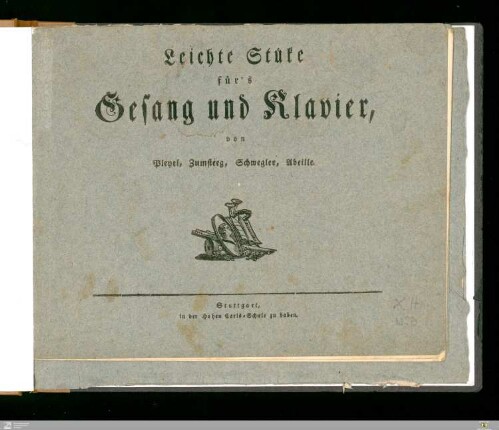 Leichte Stüke
für's
Gesang und Klavier,
von
Pleyel, Zumsteeg, Schwegler, Abeille.
Stuttgart,
in der Hohen Carls-Schule zu haben.